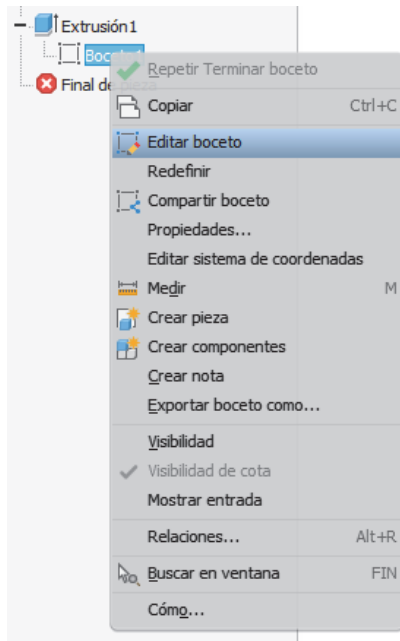 Extrusión1
Boceto1
Final de pieza
Repetir Terminar boceto
Copiar Ctrl+C
Editar boceto
Redefinir
Compartir boceto
Propiedades...
Editar sistema de coordenadas
Medir M
Crear pieza
Crear componentes
Crear nota
Exportar boceto como...
Visibilidad
Visibilidad de cota
Mostrar entrada
Relaciones... Alt+R
Buscar en ventana FIN
Cómo...